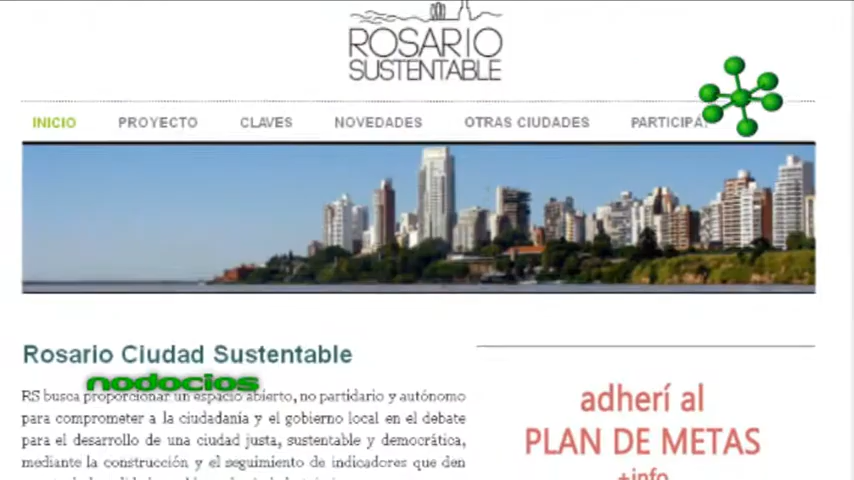 ROSARIO
SUSTENTABLE
INICIO PROYECTO CLAVES NOVEDADES OTRAS CIUDADES PARTICIPA
Rosario Ciudad Sustentable
nodocios
RS busca proporcionar un espacio abierto, no partidario y autónomo
para comprometer a la ciudadanía y el gobierno local en el debate
para el desarrollo de una ciudad justa, sustentable y democrática,
mediante la construcción y el seguimiento de indicadores que den
adherí al
PLAN DE METAS
+info